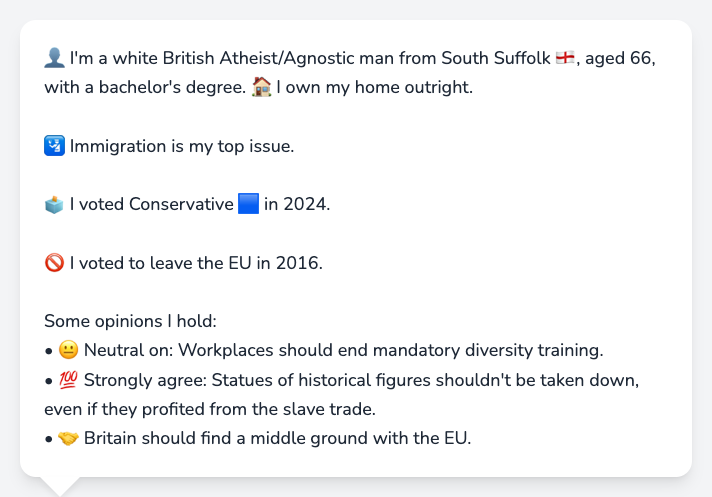 👤 I'm a white British Atheist/Agnostic man from South Suffolk 🏴󠁧󠁢󠁥󠁮󠁧󠁿, aged 66,
with a bachelor's degree. 🏠 I own my home outright.
🛂 Immigration is my top issue.
🗳️ I voted Conservative 🟦 in 2024.
🚫 I voted to leave the EU in 2016.
Some opinions I hold:
• 😐 Neutral on: Workplaces should end mandatory diversity training.
• 💯 Strongly agree: Statues of historical figures shouldn't be taken down,
even if they profited from the slave trade.
• 🤝 Britain should find a middle ground with the EU.